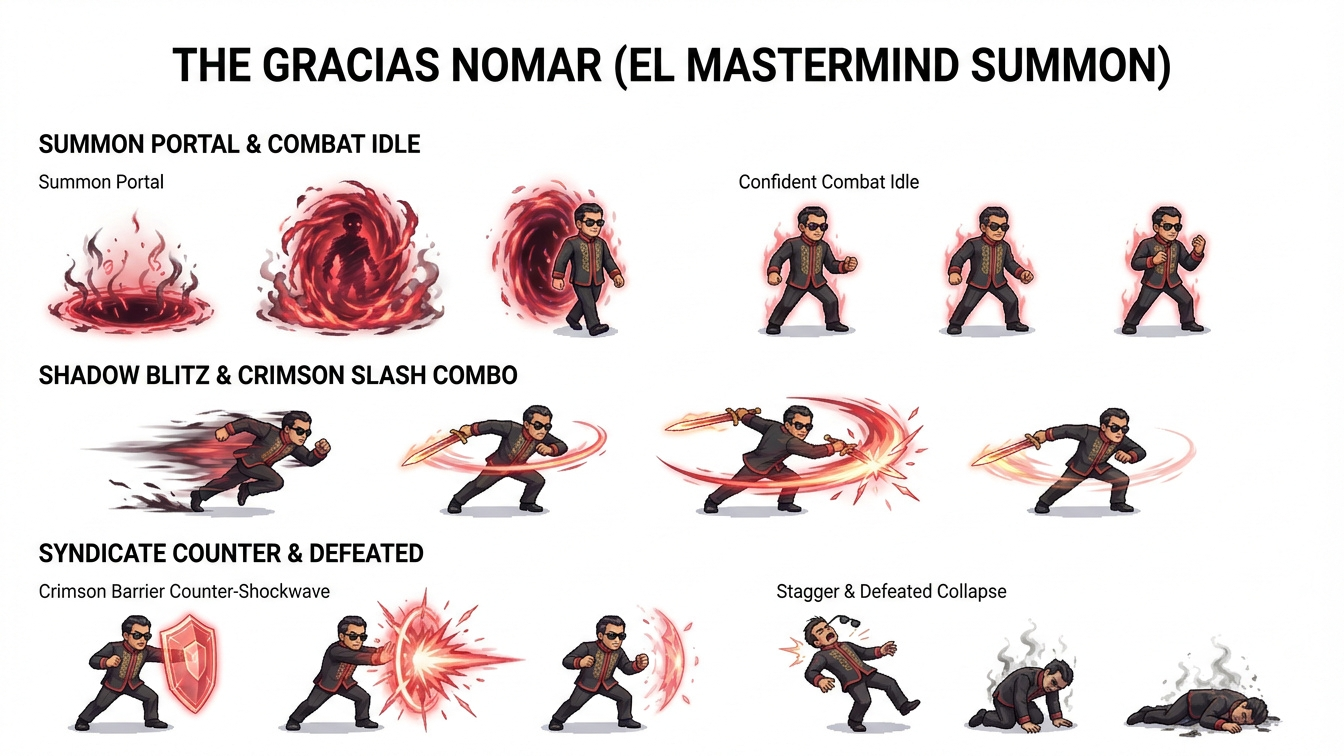 THE GRACIAS NOMAR (EL MASTERMIND SUMMON)
SUMMON PORTAL & COMBAT IDLE
Summon Portal
Confident Combat Idle
SHADOW BLITZ & CRIMSON SLASH COMBO
SYNDICATE COUNTER & DEFEATED
Crimson Barrier Counter-Shockwave
Stagger & Defeated Collapse